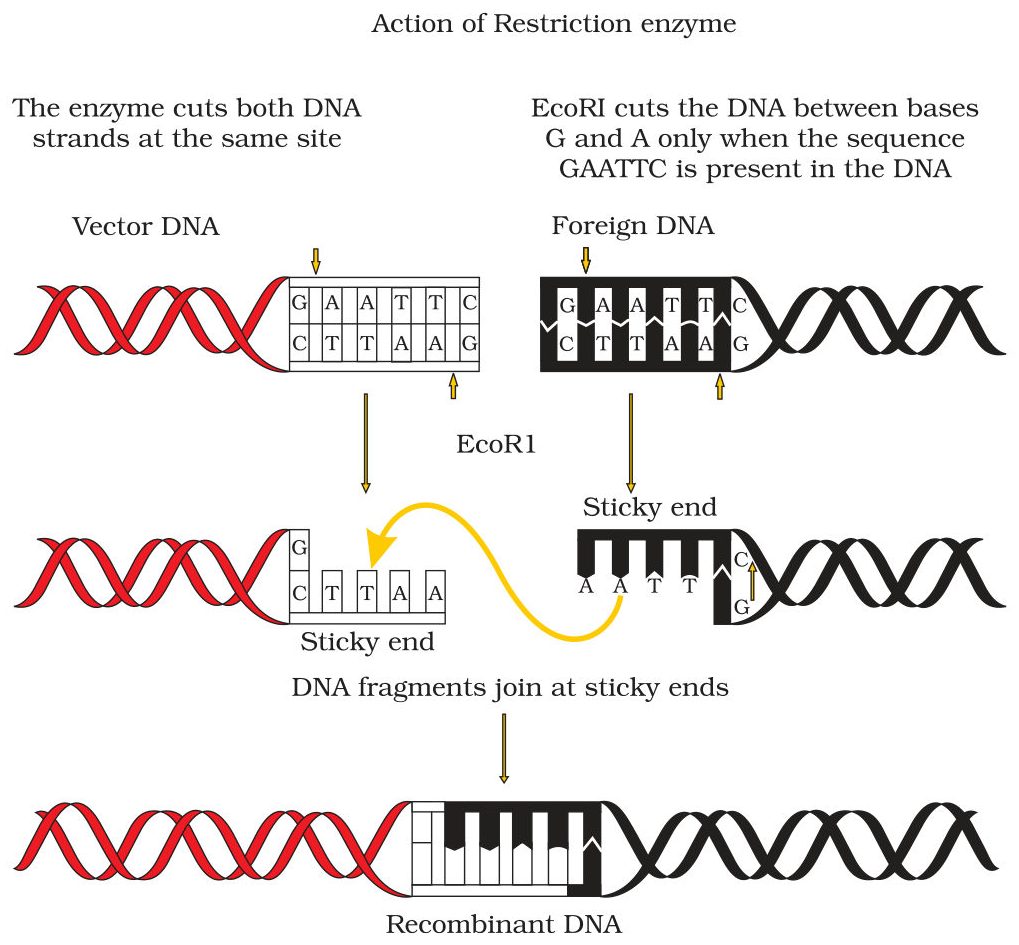 Action of Restriction enzyme
The enzyme cuts both DNA
strands at the same site
EcoRI cuts the DNA between bases
G and A only when the sequence
GAATTC is present in the DNA
Vector DNA
Foreign DNA
G A A T T C
C T T A A G
G A A T T C
C T T A A G
EcoR1
Sticky end
G
C T T A A
Sticky end
A A T T
C
G
DNA fragments join at sticky ends
Recombinant DNA